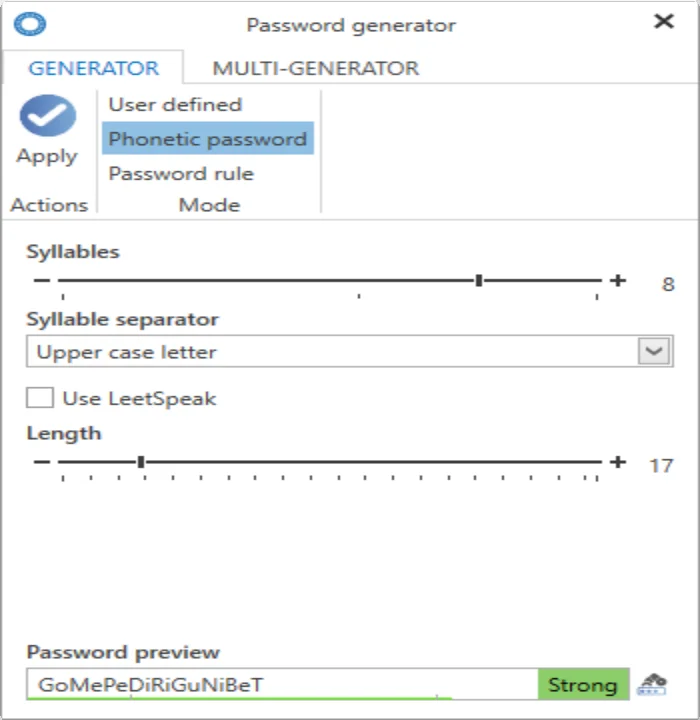 Password generator
GENERATOR MULTI-GENERATOR
User defined
Phonetic password
Apply
Password rule
Actions Mode
Syllables
8
Syllable separator
Upper case letter
Use LeetSpeak
Length
17
Password preview
GoMePeDiRiGuNiBeT Strong